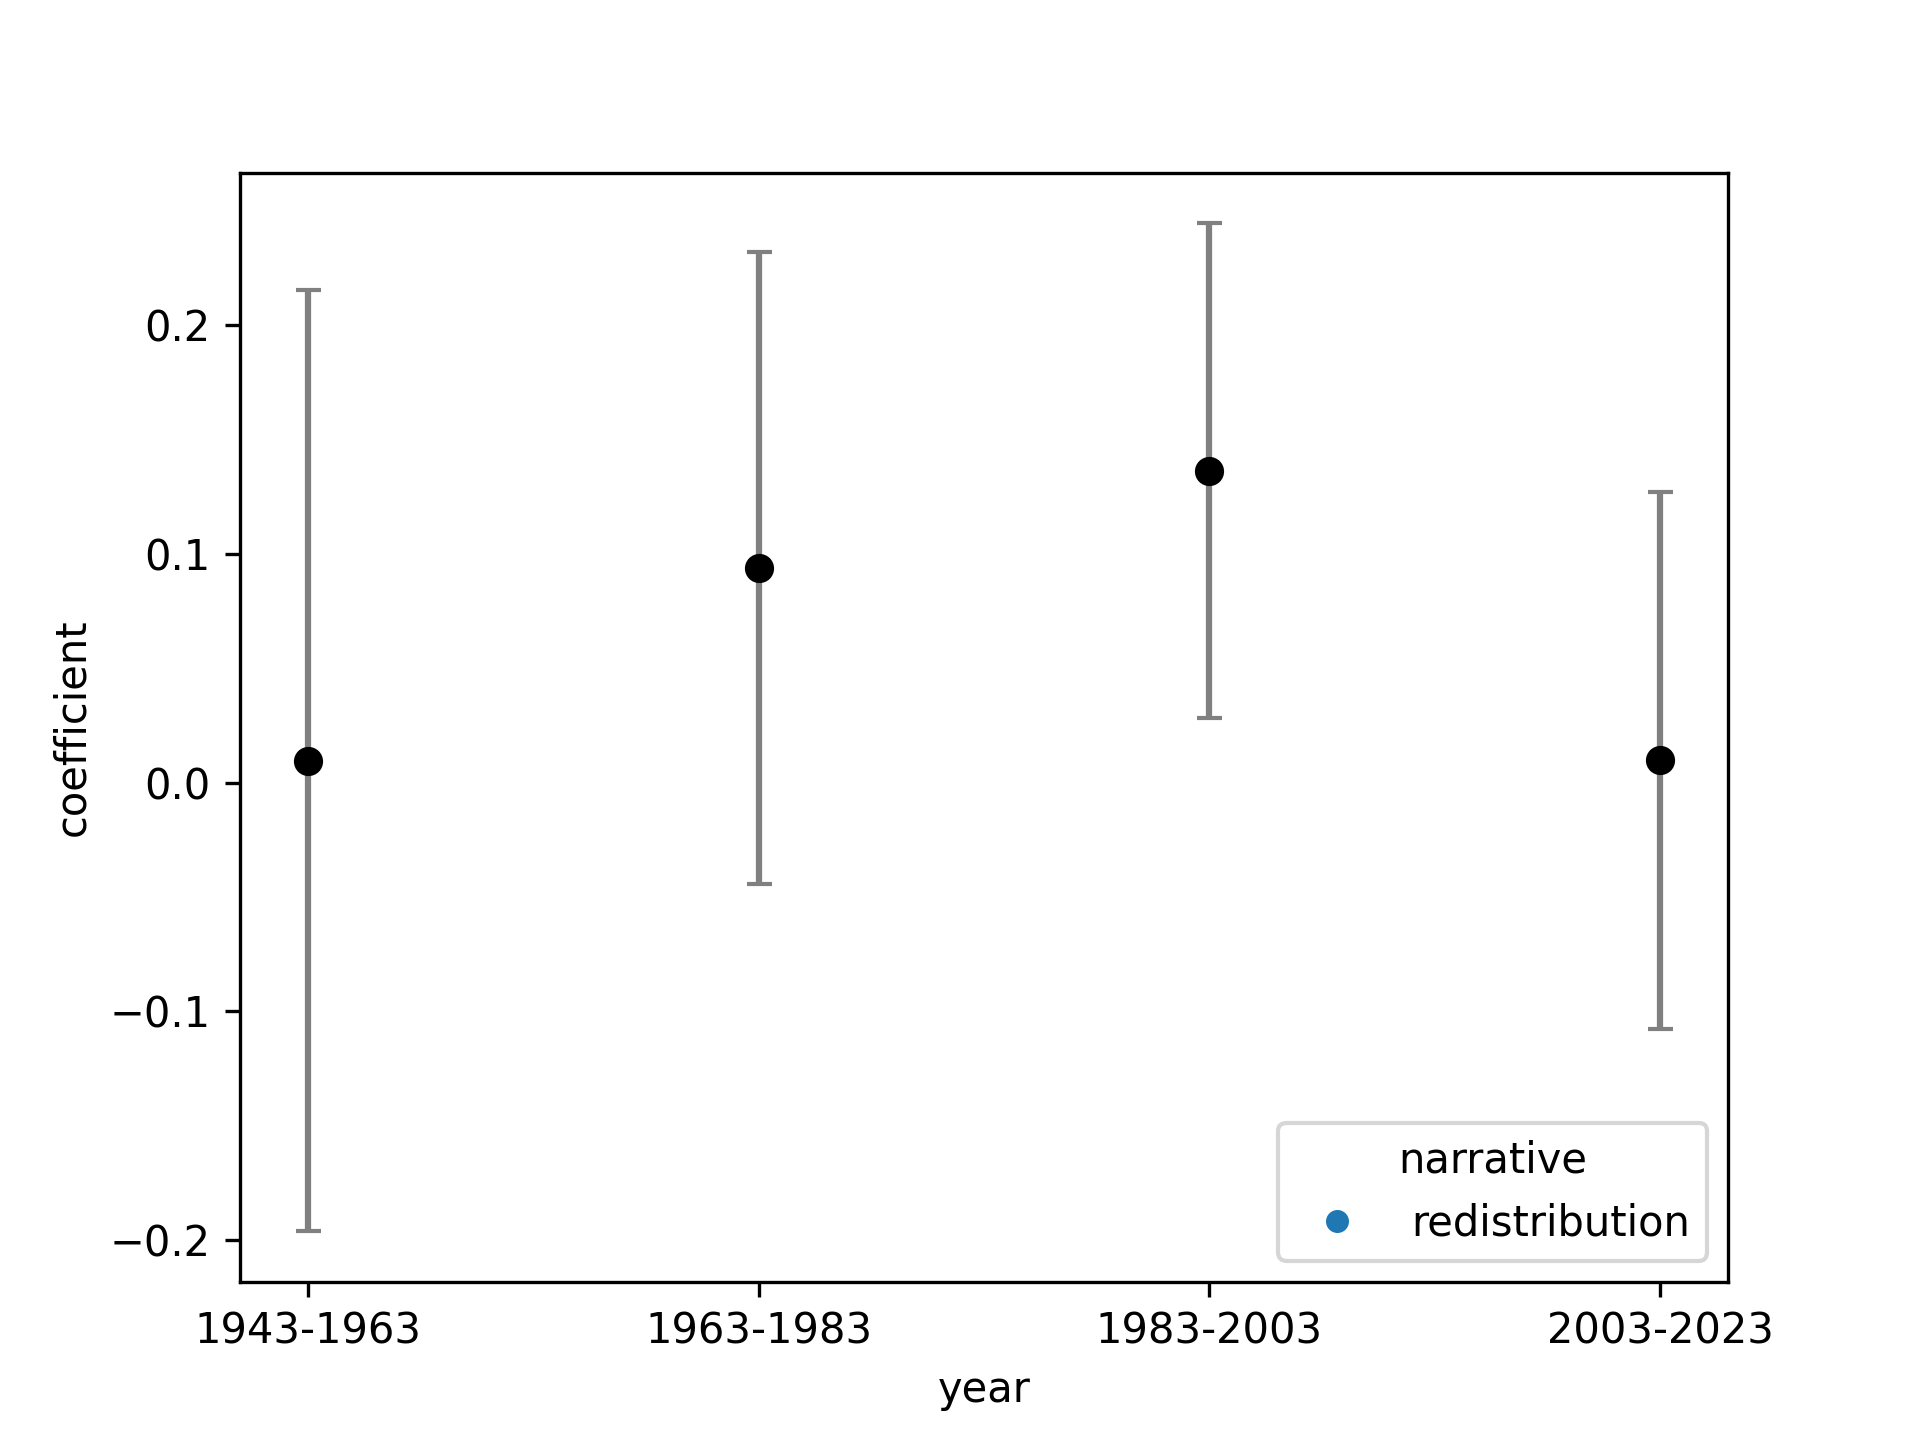 0.2
0.1
0.0
−0.1
−0.2
coefficient
narrative
redistribution
1943-1963
1963-1983
1983-2003
2003-2023
year